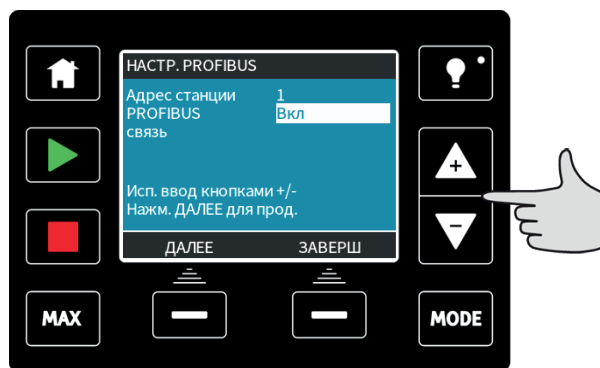 НАСТР. PROFIBUS
Адрес станции 1
PROFIBUS Вкл
связь
Исп. ввод кнопками +/-
Нажм. ДАЛЕЕ для прод.
ДАЛЕЕ ЗАВЕРШ
+
-
MAX
MODE